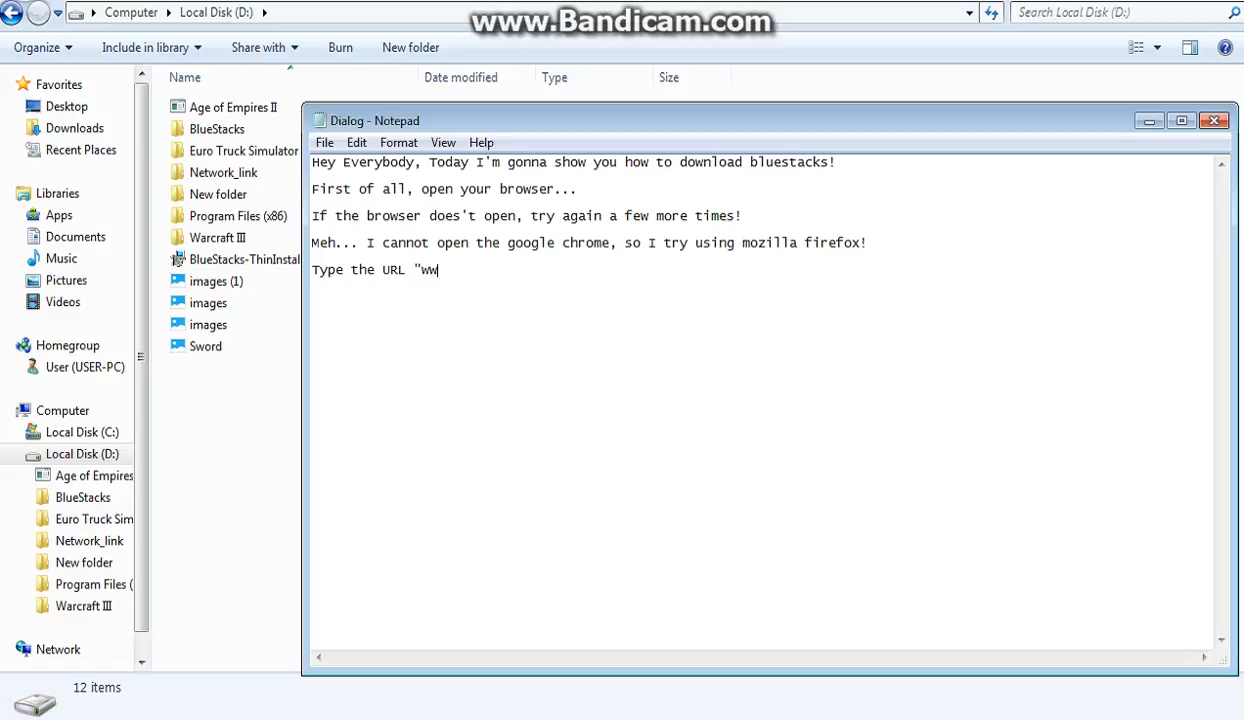 Computer ▸ Local Disk (D:) ▸
www.Bandicam.com
Search Local Disk (D:)
Organize
Include in library
Share with
Burn
New folder
Favorites
Desktop
Downloads
Recent Places
Libraries
Apps
Documents
Music
Pictures
Videos
Homegroup
User (USER-PC)
Computer
Local Disk (C:)
Local Disk (D:)
Age of Empires
BlueStacks
Euro Truck Sim
Network_link
New folder
Program Files (
Warcraft III
Network
Name
Date modified
Type
Size
Age of Empires II
BlueStacks
Euro Truck Simulator
Network_link
New folder
Program Files (x86)
Warcraft III
BlueStacks-ThinInstal
images (1)
images
images
Sword
Dialog - Notepad
File Edit Format View Help
Hey Everybody, Today I'm gonna show you how to download bluestacks!
First of all, open your browser...
If the browser does't open, try again a few more times!
Meh... I cannot open the google chrome, so I try using mozilla firefox!
Type the URL "ww
12 items